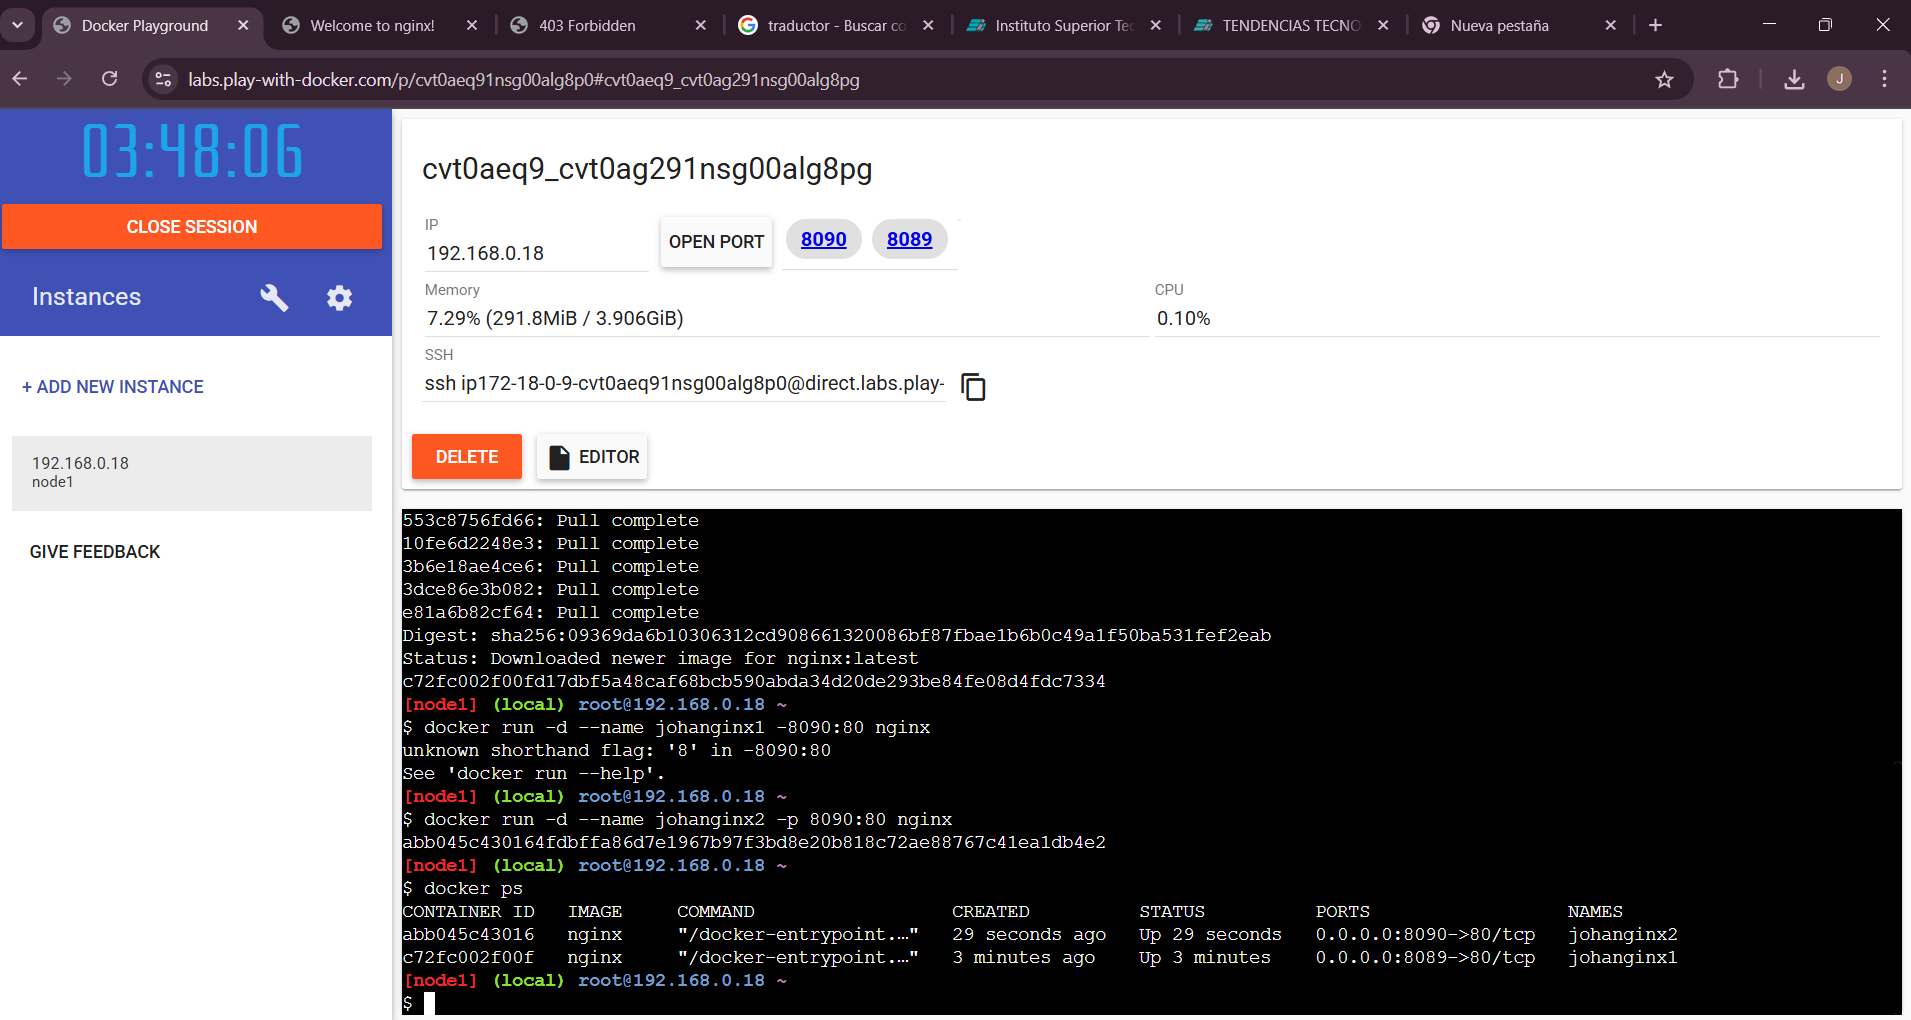 Docker Playground
Welcome to nginx!
403 Forbidden
traductor - Buscar co
Instituto Superior Tec
TENDENCIAS TECNO
Nueva pestaña
labs.play-with-docker.com/p/cvt0aeq91nsg00alg8p0#cvt0aeq9_cvt0ag291nsg00alg8pg
J
03:48:06
CLOSE SESSION
Instances
+ ADD NEW INSTANCE
192.168.0.18
node1
GIVE FEEDBACK
cvt0aeq9_cvt0ag291nsg00alg8pg
IP
192.168.0.18
OPEN PORT
8090
8089
Memory
7.29% (291.8MiB / 3.906GiB)
CPU
0.10%
SSH
ssh ip172-18-0-9-cvt0aeq91nsg00alg8p0@direct.labs.play-
DELETE
EDITOR
553c8756fd66: Pull complete
10fe6d2248e3: Pull complete
3b6e18ae4ce6: Pull complete
3dce86e3b082: Pull complete
e81a6b82cf64: Pull complete
Digest: sha256:09369da6b10306312cd908661320086bf87fbae1b6b0c49a1f50ba531fef2eab
Status: Downloaded newer image for nginx:latest
c72fc002f00fd17dbf5a48caf68bcb590abda34d20de293be84fe08d4fdc7334
[node1] (local) root@192.168.0.18 ~
$ docker run -d --name johanginx1 -8090:80 nginx
unknown shorthand flag: '8' in -8090:80
See 'docker run --help'.
[node1] (local) root@192.168.0.18 ~
$ docker run -d --name johanginx2 -p 8090:80 nginx
abb045c430164fdbffa86d7e1967b97f3bd8e20b818c72ae88767c41ea1db4e2
[node1] (local) root@192.168.0.18 ~
$ docker ps
CONTAINER ID   IMAGE     COMMAND                  CREATED          STATUS          PORTS                  NAMES
abb045c43016   nginx     "/docker-entrypoint.…"   29 seconds ago   Up 29 seconds   0.0.0.0:8090->80/tcp   johanginx2
c72fc002f00f   nginx     "/docker-entrypoint.…"   3 minutes ago    Up 3 minutes    0.0.0.0:8089->80/tcp   johanginx1
[node1] (local) root@192.168.0.18 ~
$